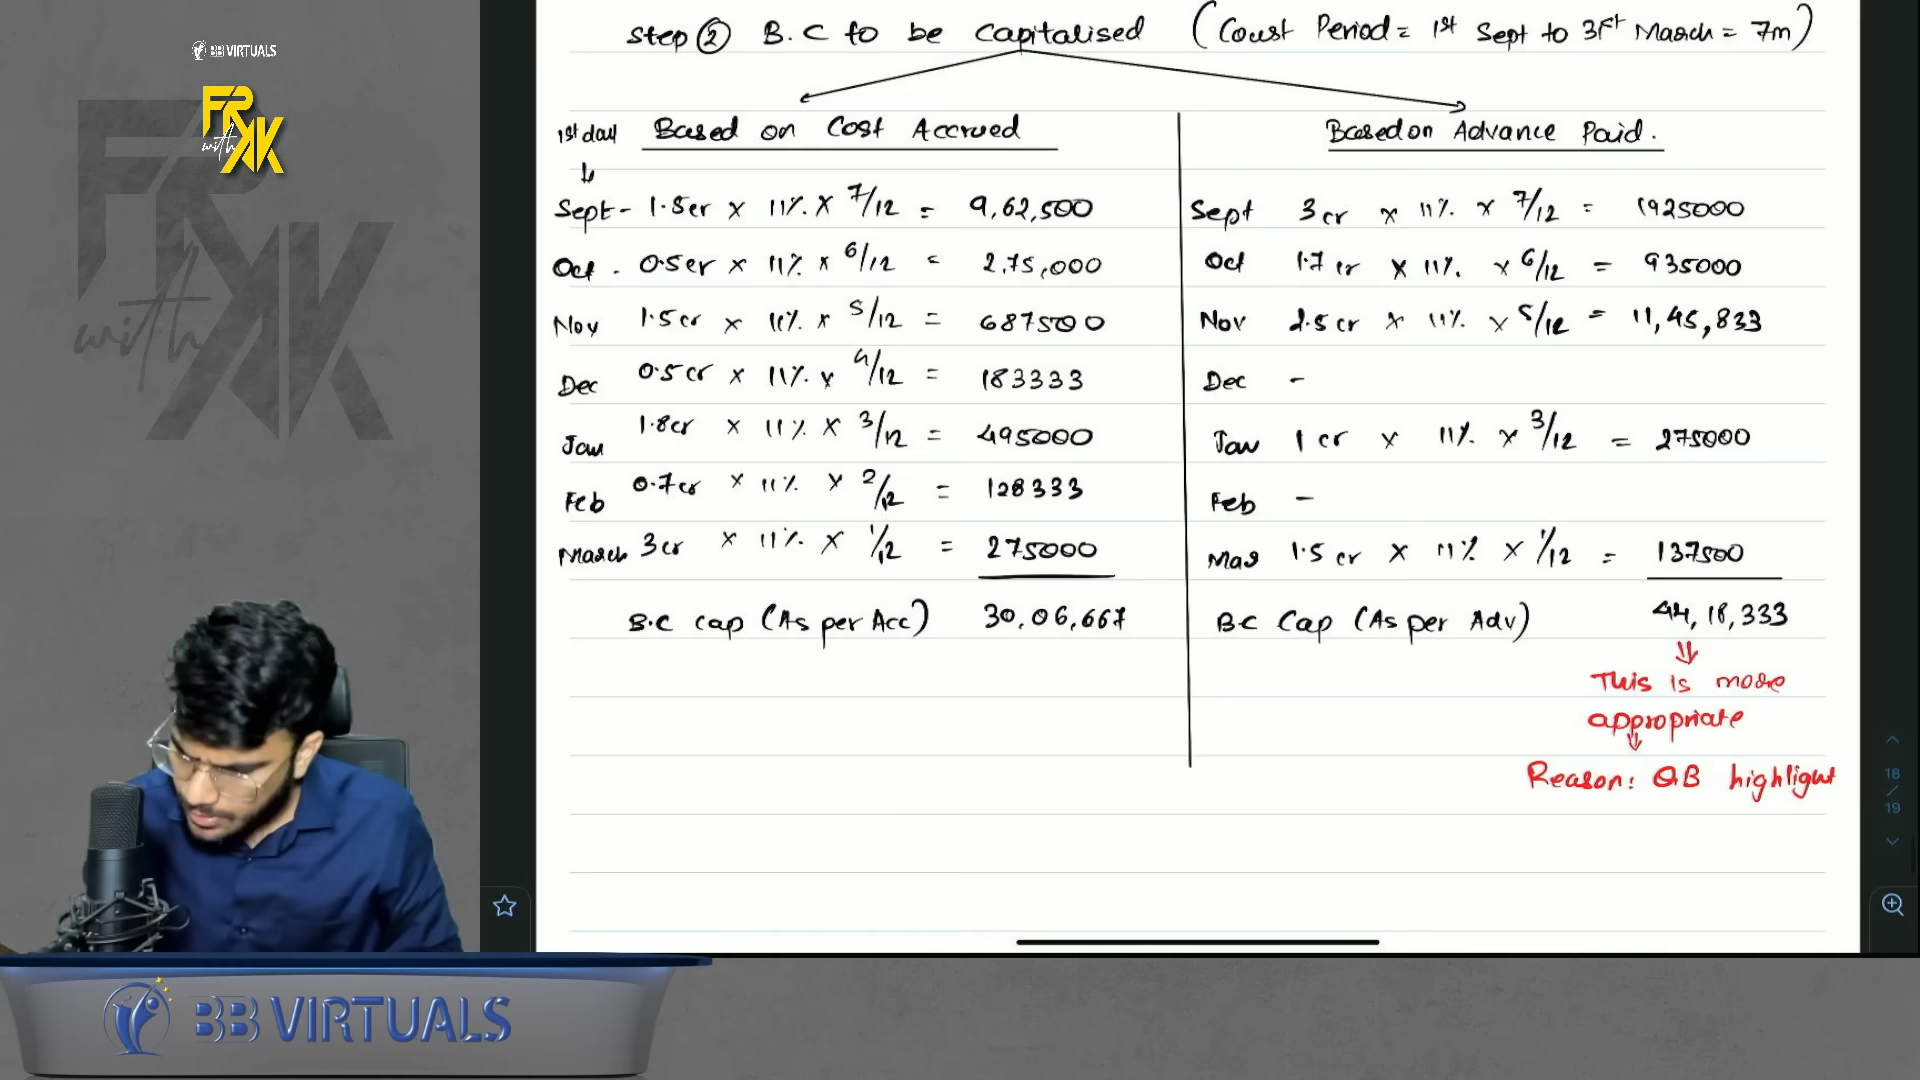 BB VIRTUALS
FR
with
KK
Step ② B.C to be Capitalised (Const Period = 1st Sept to 31st March = 7m)
1st day Based on Cost Accrued
Sept - 1.5cr x 11% x 7/12 = 9,62,500
Oct . 0.5cr x 11% x 6/12 = 2,75,000
Nov 1.5cr x 11% x 5/12 = 687500
Dec 0.5cr x 11% x 4/12 = 183333
Jan 1.8cr x 11% x 3/12 = 495000
Feb 0.7cr x 11% x 2/12 = 128333
March 3cr x 11% x 1/12 = 275000
B.C cap (As per Acc) 30,06,667
Based on Advance Paid.
Sept 3cr x 11% x 7/12 = 1925000
Oct 1.7cr x 11% x 6/12 = 935000
Nov 2.5cr x 11% x 5/12 = 11,45,833
Dec -
Jan 1 cr x 11% x 3/12 = 275000
Feb -
Mar 1.5 cr x 11% x 1/12 = 137500
BC Cap (As per Adv) 44,18,333
This is more
appropriate
Reason: QB highlight
18
/
19
BB VIRTUALS